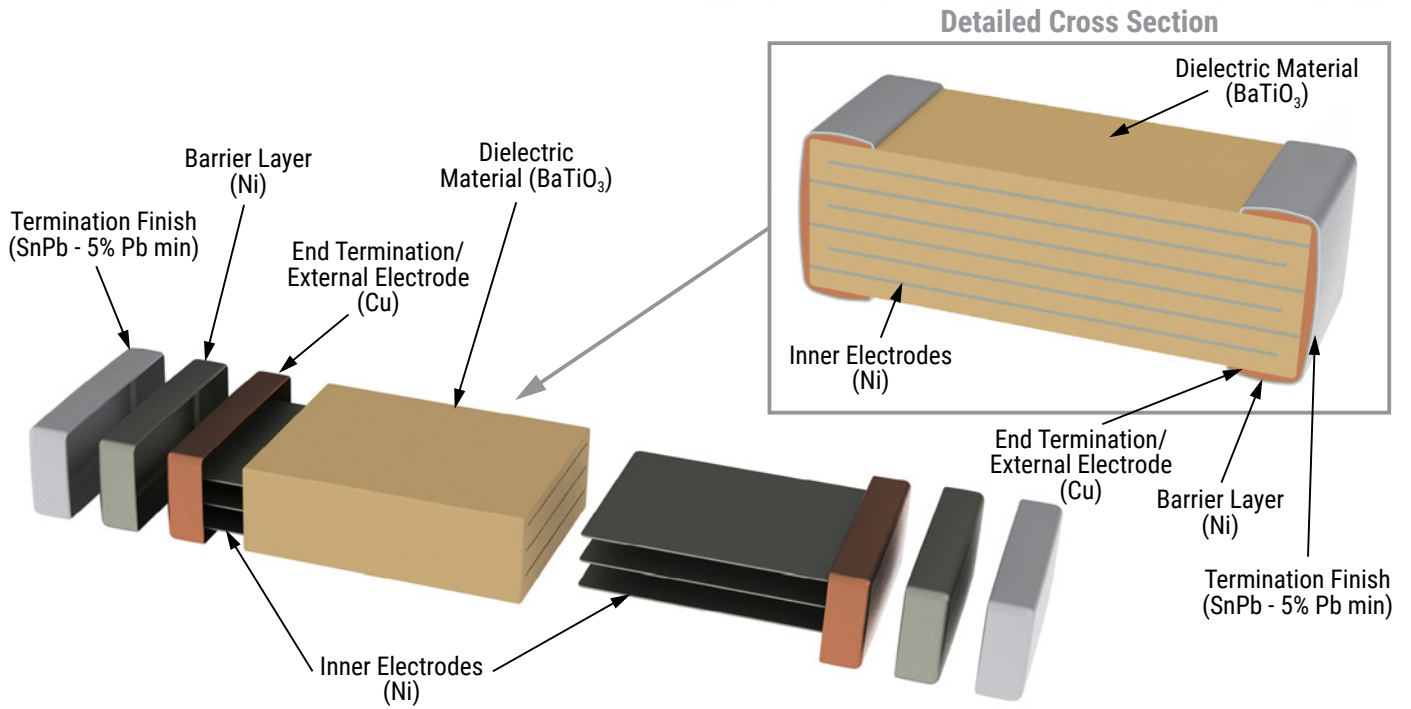 Detailed Cross Section
Dielectric Material
(BaTiO₃)
Inner Electrodes
(Ni)
End Termination/
External Electrode
(Cu)
Barrier Layer
(Ni)
Termination Finish
(SnPb - 5% Pb min)
Termination Finish
(SnPb - 5% Pb min)
Barrier Layer
(Ni)
End Termination/
External Electrode
(Cu)
Dielectric
Material (BaTiO₃)
Inner Electrodes
(Ni)